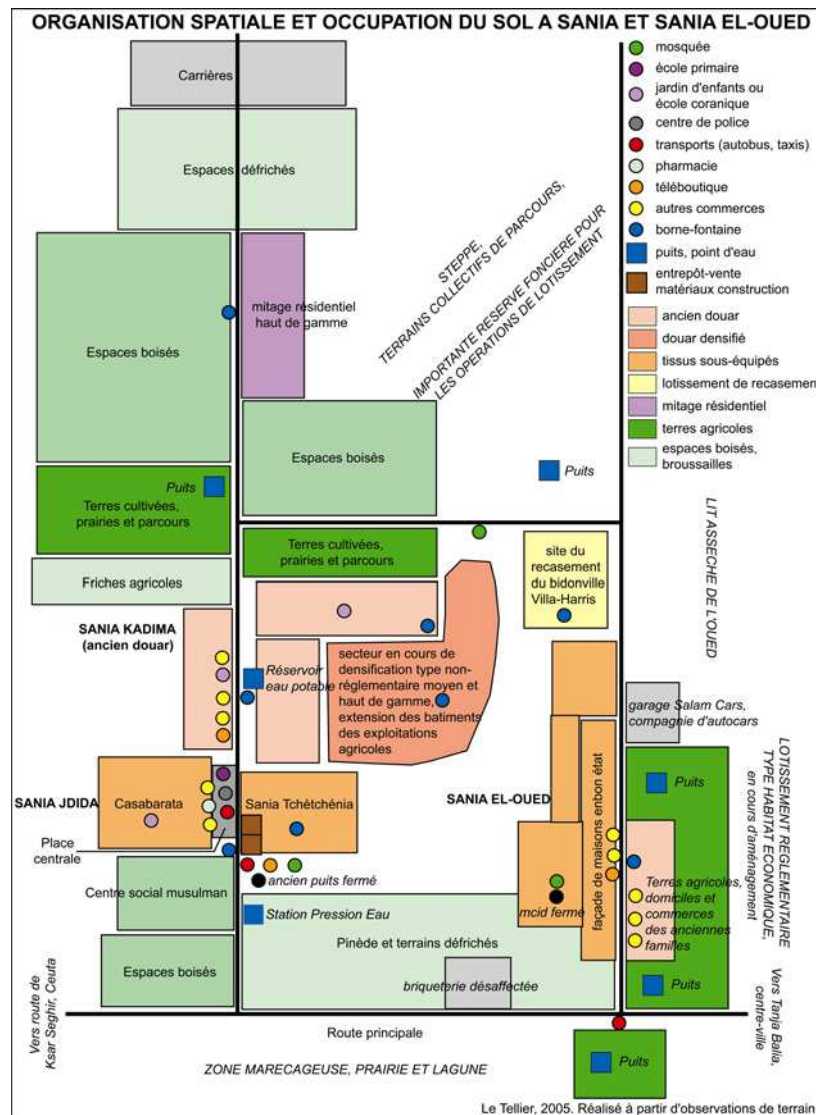 ORGANISATION SPATIALE ET OCCUPATION DU SOL A SANIA ET SANIA EL-OUED
mosquée
école primaire
jardin d'enfants ou
école coranique
centre de police
transports (autobus, taxis)
pharmacie
téléboutique
autres commerces
borne-fontaine
puits, point d'eau
entrepôt-vente
matériaux construction
ancien douar
douar densifié
tissus sous-équipés
lotissement de recasement
mitage résidentiel
terres agricoles
espaces boisés,
broussailles
Carrières
Espaces défrichés
mitage résidentiel
haut de gamme
Espaces boisés
STEPPE,
TERRAINS COLLECTIFS DE PARCOURS,
IMPORTANTE RESERVE FONCIERE POUR
LES OPERATIONS DE LOTISSEMENT
Espaces boisés
Puits
Puits
Terres cultivées,
prairies et parcours
Terres cultivées,
prairies et parcours
site du
recasement
du bidonville
Villa-Harris
LIT ASSECHE DE L'OUED
Friches agricoles
SANIA KADIMA
(ancien douar)
Réservoir
eau potable
secteur en cours de
densification type non-
réglementaire moyen et
haut de gamme,
extension des batiments
des exploitations
agricoles
garage Salam Cars,
compagnie d'autocars
LOTISSEMENT REGLEMENTAIRE
TYPE HABITAT ECONOMIQUE,
en cours d'aménagement
SANIA JDIDA
Casabarata
Sania Tchétchénia
SANIA EL-OUED
Puits
Place
centrale
façade de maisons enbon état
ancien puits fermé
Centre social musulman
mcid fermé
Terres agricoles,
domiciles et
commerces
des anciennes
familles
Station Pression Eau
Pinède et terrains défrichés
Espaces boisés
briqueterie désaffectée
Puits
Vers route de
Ksar Seghir, Ceuta
Vers Tanja Balia,
centre-ville
Route principale
ZONE MARECAGEUSE, PRAIRIE ET LAGUNE
Puits
Le Tellier, 2005. Réalisé à partir d'observations de terrain